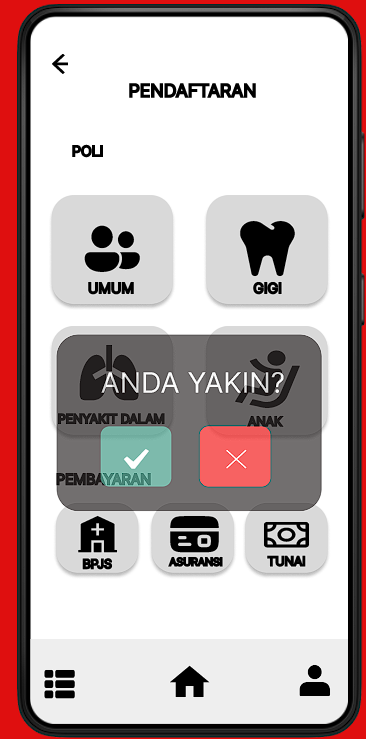 PENDAFTARAN
POLI
UMUM
GIGI
ANDA YAKIN?
PENYAKIT DALAM
ANAK
PEMBAYARAN
BPJS
ASURANSI
TUNAI